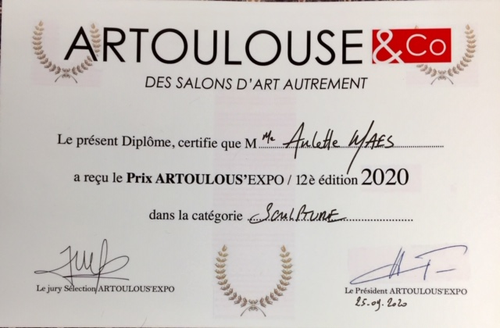 ARTOULOUSE & Co
DES SALONS D'ART AUTREMENT
Le présent Diplôme, certifie que M me Aulette MAES
a reçu le Prix ARTOULOUS'EXPO / 12è édition 2020
dans la catégorie SCULPTURE
Le jury Sélection ARTOULOUS'EXPO
Le Président ARTOULOUS'EXPO
25.09.2020